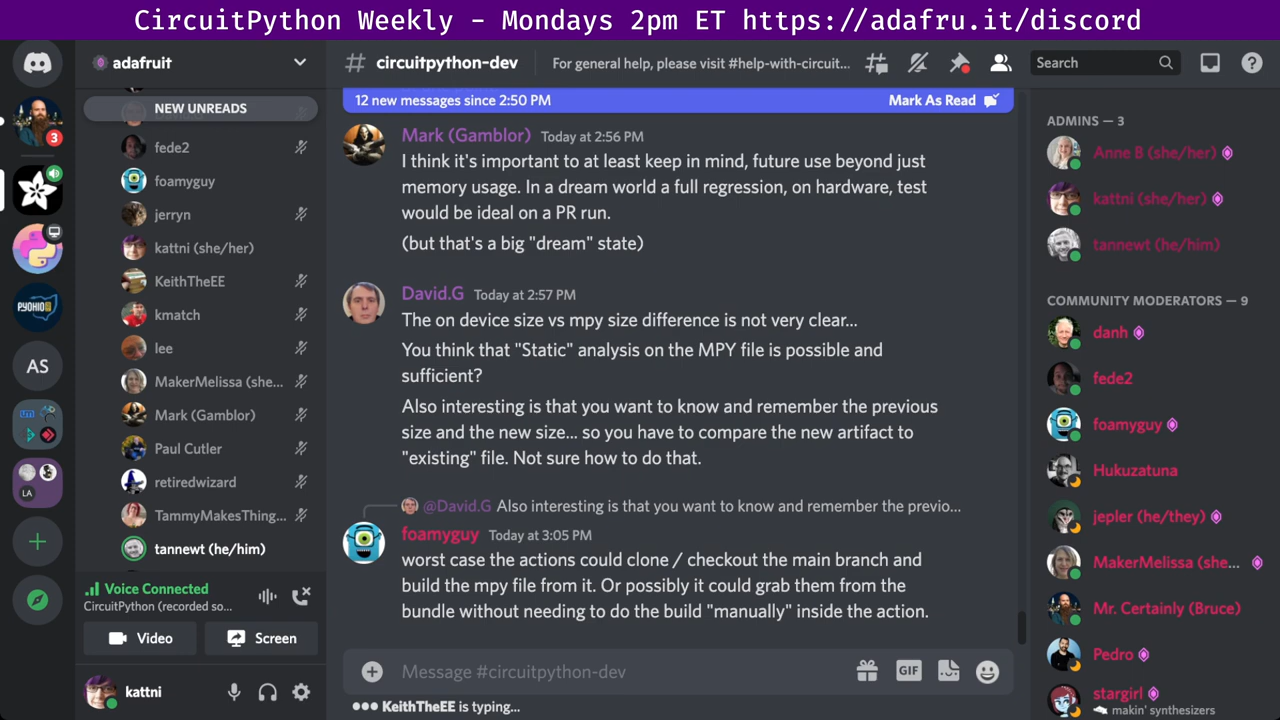 CircuitPython Weekly – Mondays 2pm ET https://adafru.it/discord
adafruit
NEW UNREADS
fede2
foamyguy
jerryn
kattni (she/her)
KeithTheEE
kmatch
lee
MakerMelissa (she...
Mark (Gamblor)
Paul Cutler
retiredwizard
TammyMakesThing...
tannewt (he/him)
Voice Connected
CircuitPython (recorded so...
Video
Screen
kattni
3
PYOHIO
AS
LA
circuitpython-dev
For general help, please visit #help-with-circuit...
Search
12 new messages since 2:50 PM
Mark As Read
Mark (Gamblor) Today at 2:56 PM
I think it's important to at least keep in mind, future use beyond just
memory usage. In a dream world a full regression, on hardware, test
would be ideal on a PR run.
(but that's a big "dream" state)
David.G Today at 2:57 PM
The on device size vs mpy size difference is not very clear...
You think that "Static" analysis on the MPY file is possible and
sufficient?
Also interesting is that you want to know and remember the previous
size and the new size... so you have to compare the new artifact to
"existing" file. Not sure how to do that.
@David.G Also interesting is that you want to know and remember the previo...
foamyguy Today at 3:05 PM
worst case the actions could clone / checkout the main branch and
build the mpy file from it. Or possibly it could grab them from the
bundle without needing to do the build "manually" inside the action.
Message #circuitpython-dev
GIF
KeithTheEE is typing...
ADMINS — 3
Anne B (she/her)
kattni (she/her)
tannewt (he/him)
COMMUNITY MODERATORS — 9
danh
fede2
foamyguy
Hukuzatuna
jepler (he/they)
MakerMelissa (she...
Mr. Certainly (Bruce)
Pedro
stargirl
makin' synthesizers